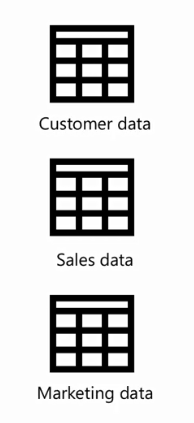 Customer data
Sales data
Marketing data